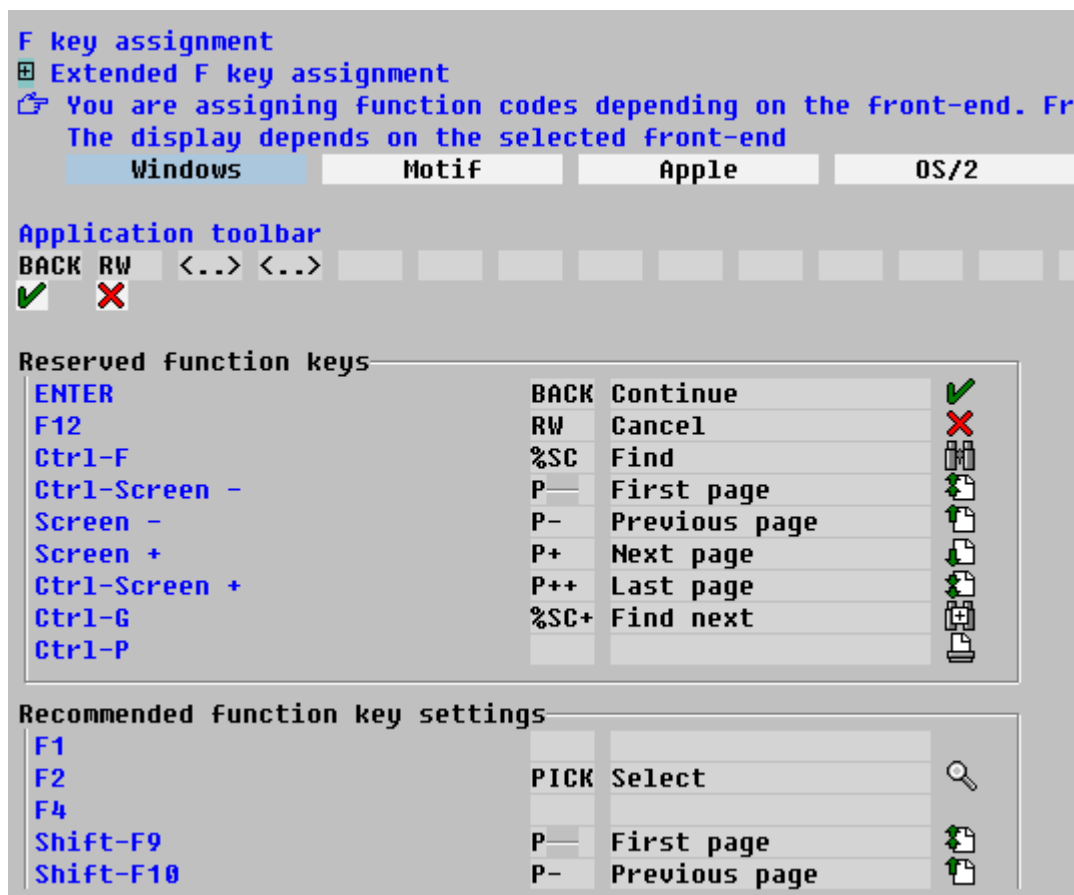 F key assignment
Extended F key assignment
You are assigning function codes depending on the front-end. Fr
The display depends on the selected front-end
Windows Motif Apple OS/2
Application toolbar
BACK RW <..> <..>
Reserved function keys
ENTER BACK Continue
F12 RW Cancel
Ctrl-F %SC Find
Ctrl-Screen - P-- First page
Screen - P- Previous page
Screen + P+ Next page
Ctrl-Screen + P++ Last page
Ctrl-G %SC+ Find next
Ctrl-P
Recommended function key settings
F1
F2 PICK Select
F4
Shift-F9 P-- First page
Shift-F10 P- Previous page